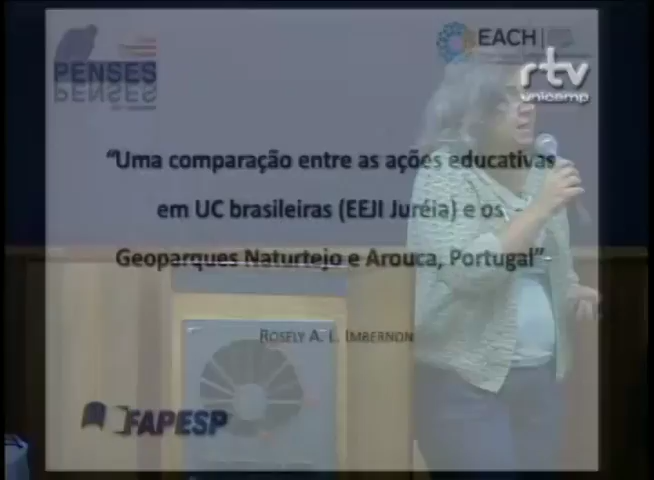 PENSES
EACH
rtv
unicamp
“Uma comparação entre as ações educativas
em UC brasileiras (EEJI Juréia) e os
Geoparques Naturtejo e Arouca, Portugal”
ROSELY A. L. IMBERNON
FAPESP